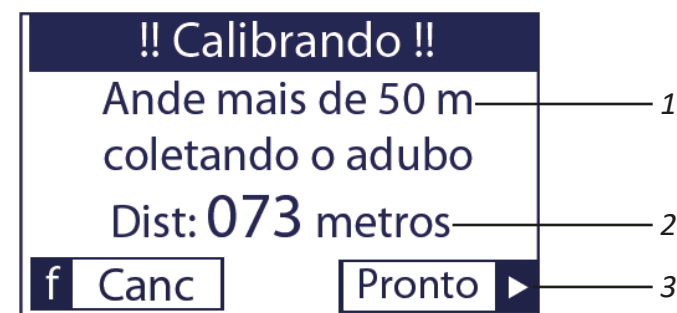 !! Calibrando !!
Ande mais de 50 m
1
coletando o adubo
Dist: 073 metros
2
f Canc
Pronto ▶
3